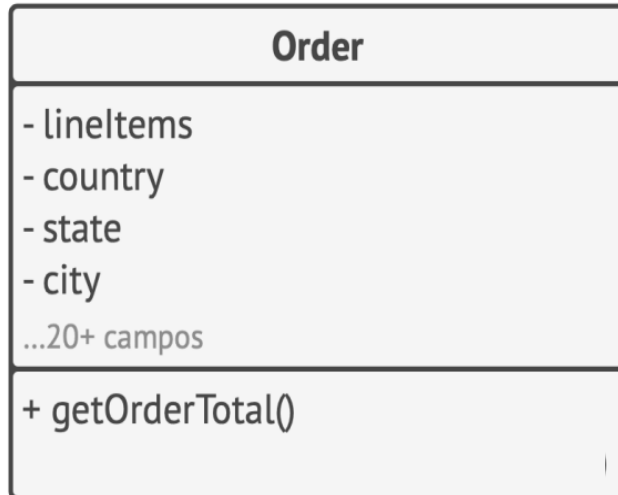 Order
- lineItems
- country
- state
- city
...20+ campos
+ getOrderTotal()